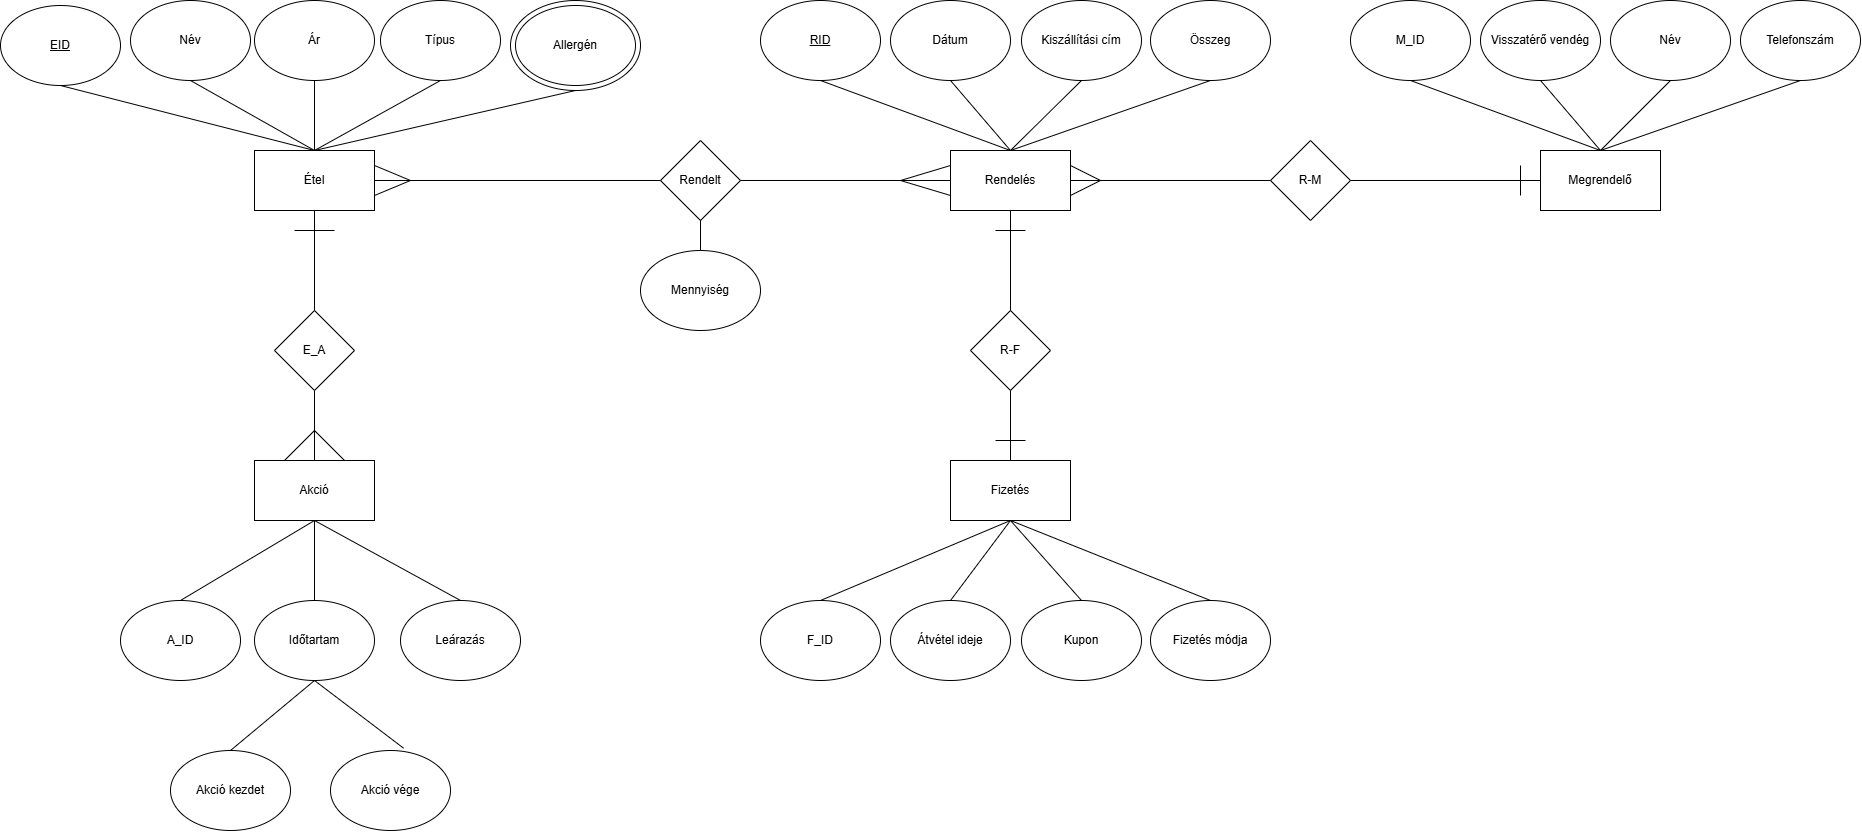 EID
Név
Ár
Típus
Allergén
RID
Dátum
Kiszállítási cím
Összeg
M_ID
Visszatérő vendég
Név
Telefonszám
Étel
Rendelt
Rendelés
R-M
Megrendelő
Mennyiség
E_A
R-F
Akció
Fizetés
A_ID
Időtartam
Leárazás
F_ID
Átvétel ideje
Kupon
Fizetés módja
Akció kezdet
Akció vége